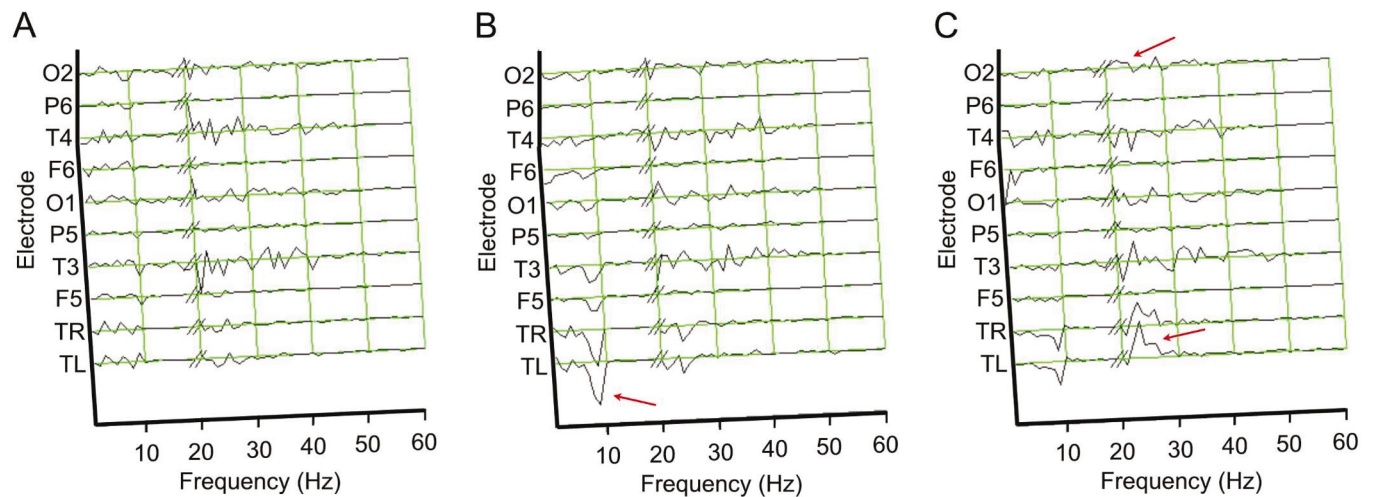 A
Electrode
O2
P6
T4
F6
O1
P5
T3
F5
TR
TL
10 20 30 40 50 60
Frequency (Hz)
B
Electrode
O2
P6
T4
F6
O1
P5
T3
F5
TR
TL
10 20 30 40 50 60
Frequency (Hz)
C
Electrode
O2
P6
T4
F6
O1
P5
T3
F5
TR
TL
10 20 30 40 50 60
Frequency (Hz)